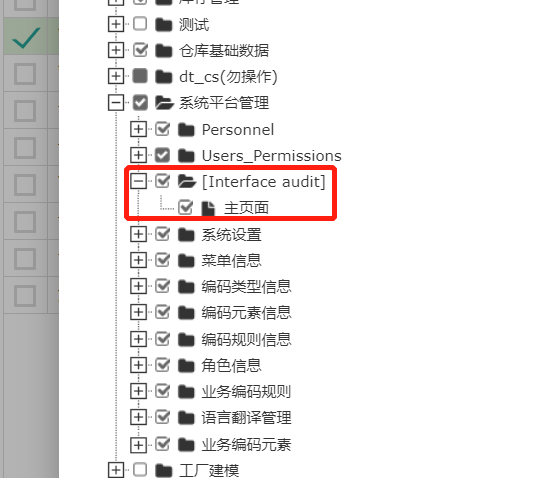 库存管理
测试
仓库基础数据
dt_cs(勿操作)
系统平台管理
Personnel
Users_Permissions
[Interface audit]
主页面
系统设置
菜单信息
编码类型信息
编码元素信息
编码规则信息
角色信息
业务编码规则
语言翻译管理
业务编码元素
工厂建模